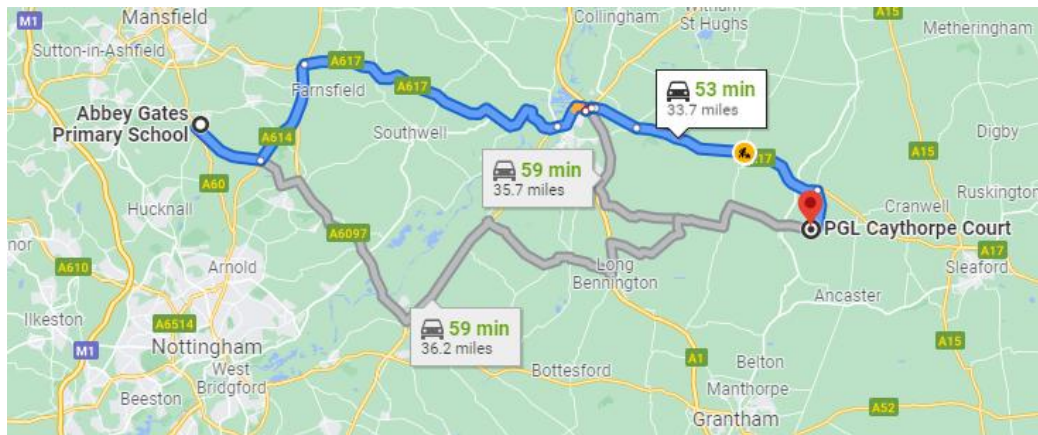 M1
Mansfield
Sutton-in-Ashfield
A617
Farnsfield
A617
Collingham
St Hughs
A15
Metheringham
Abbey Gates
Primary School
A614
Southwell
53 min
33.7 miles
Digby
A17
A15
59 min
35.7 miles
A60
Hucknall
Ruskington
Cranwell
PGL Caythorpe Court
A6097
A17
Sleaford
A610
Arnold
Long
Bennington
Ancaster
Ilkeston
A6514
59 min
36.2 miles
Nottingham
M1
West
Bridgford
Bottesford
A1
Belton
A15
Beeston
Manthorpe
Grantham
A52